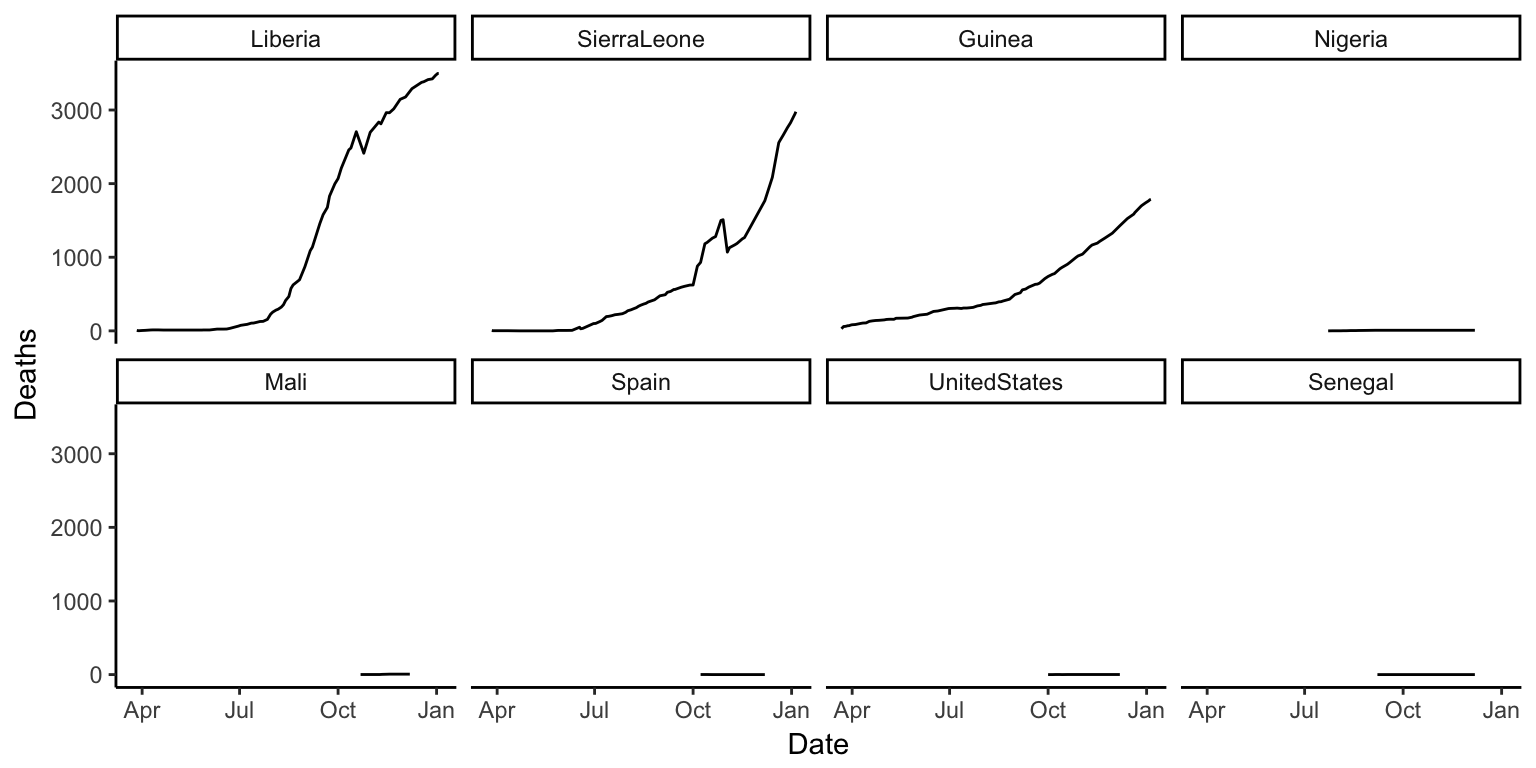 Liberia
SierraLeone
Guinea
Nigeria
3000
2000
1000
0
Deaths
Mali
Spain
UnitedStates
Senegal
3000
2000
1000
0
Apr Jul Oct Jan
Apr Jul Oct Jan
Apr Jul Oct Jan
Apr Jul Oct Jan
Date